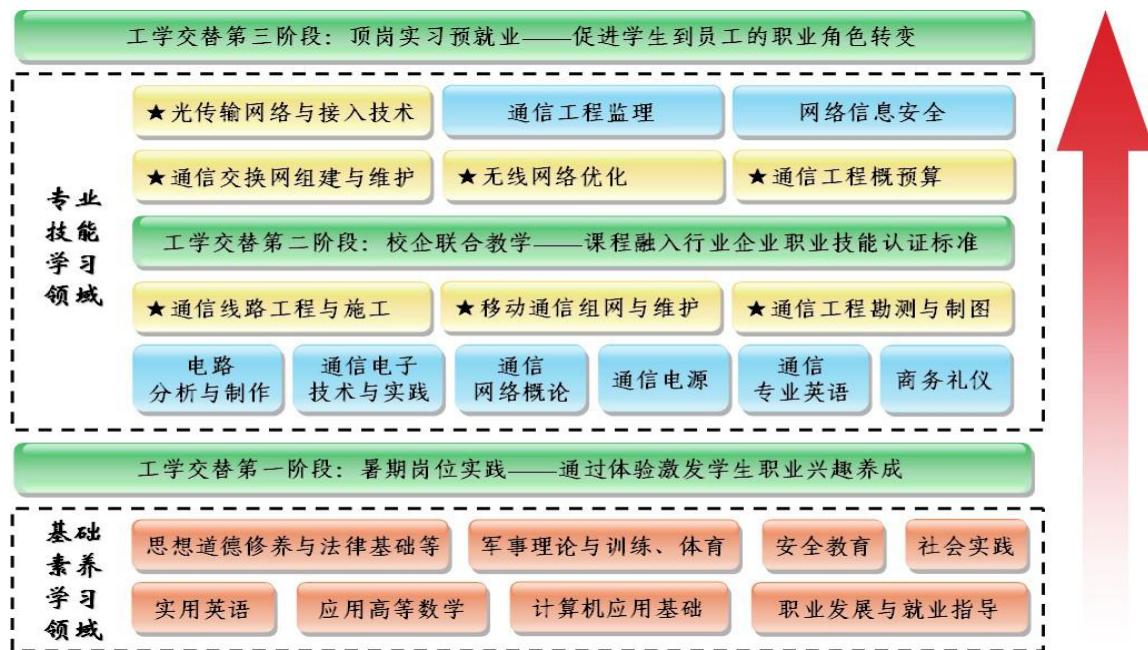 工学交替第三阶段：顶岗实习预就业——促进学生到员工的职业角色转变
专业
技能
学习
领域
★光传输网络与接入技术
通信工程监理
网络信息安全
★通信交换网组建与维护
★无线网络优化
★通信工程概预算
工学交替第二阶段：校企联合教学——课程融入行业企业职业技能认证标准
★通信线路工程与施工
★移动通信组网与维护
★通信工程勘测与制图
电路
分析与制作
通信电子
技术与实践
通信
网络概论
通信电源
通信
专业英语
商务礼仪
工学交替第一阶段：暑期岗位实践——通过体验激发学生职业兴趣养成
基础
素养
学习
领域
思想道德修养与法律基础等
军事理论与训练、体育
安全教育
社会实践
实用英语
应用高等数学
计算机应用基础
职业发展与就业指导